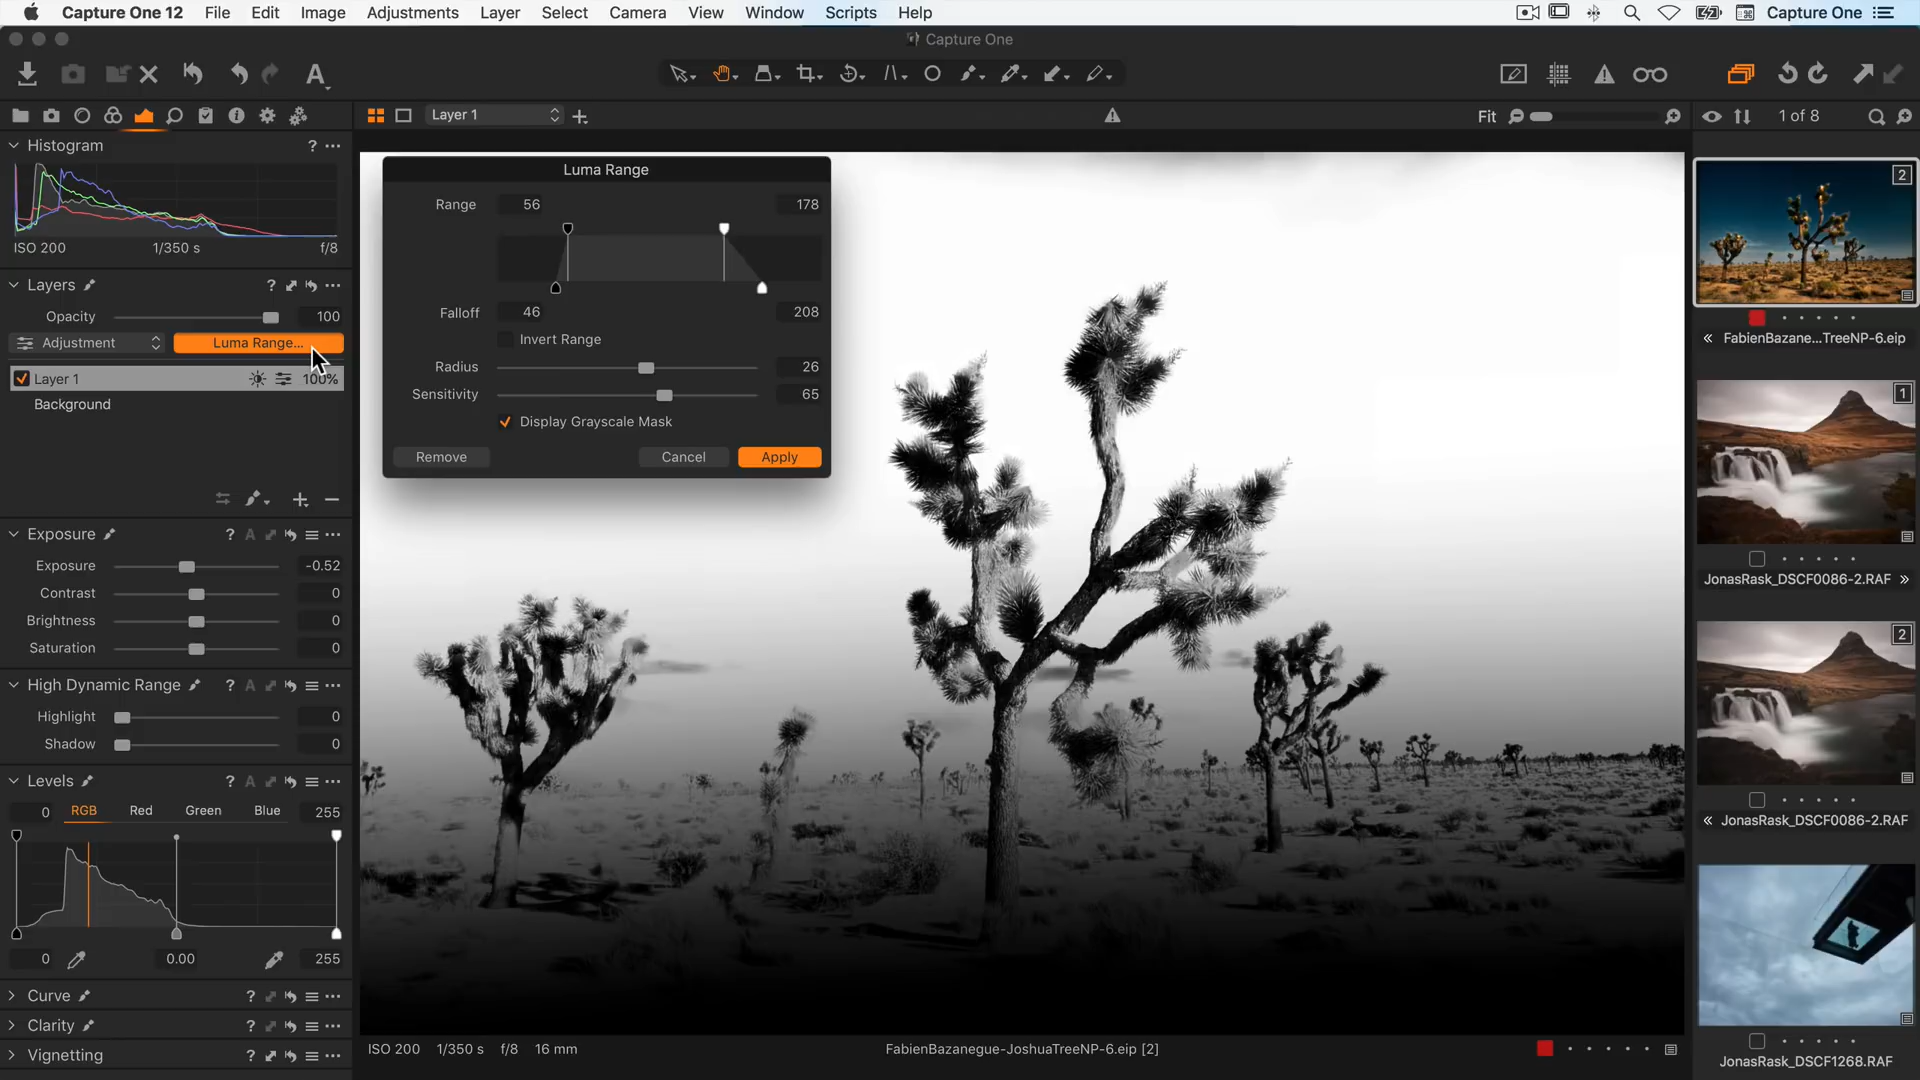 Capture One 12 File Edit Image Adjustments Layer Select Camera View Window Scripts Help Capture One
Capture One
Layer 1
Fit
1 of 8
Histogram ?
ISO 200 1/350 s f/8
Layers ?
Opacity 100
Adjustment Luma Range...
Layer 1 100%
Background
Exposure ? A
Exposure -0.52
Contrast 0
Brightness 0
Saturation 0
High Dynamic Range ? A
Highlight 0
Shadow 0
Levels ? A
0 RGB Red Green Blue 255
0 0.00 255
Curve ?
Clarity ?
Vignetting ?
Luma Range
Range 56 178
Falloff 46 208
Invert Range
Radius 26
Sensitivity 65
Display Grayscale Mask
Remove Cancel Apply
ISO 200 1/350 s f/8 16 mm FabienBazanegue-JoshuaTreeNP-6.eip [2]
2
« FabienBazane...TreeNP-6.eip
1
JonasRask_DSCF0086-2.RAF »
2
« JonasRask_DSCF0086-2.RAF
JonasRask_DSCF1268.RAF